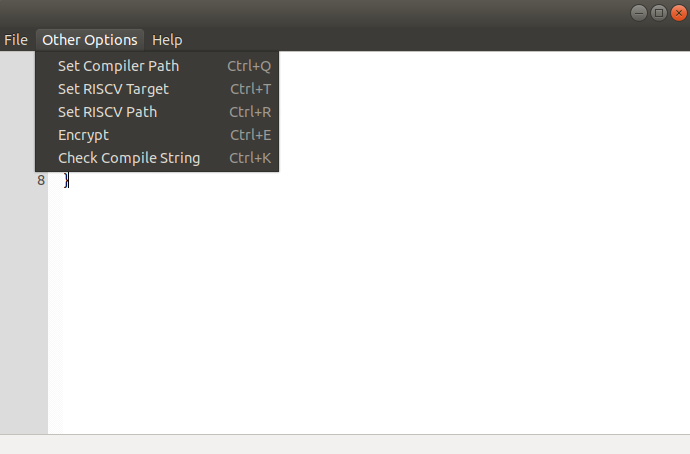 File Other Options Help
Set Compiler Path Ctrl+Q
Set RISCV Target Ctrl+T
Set RISCV Path Ctrl+R
Encrypt Ctrl+E
Check Compile String Ctrl+K
8 }